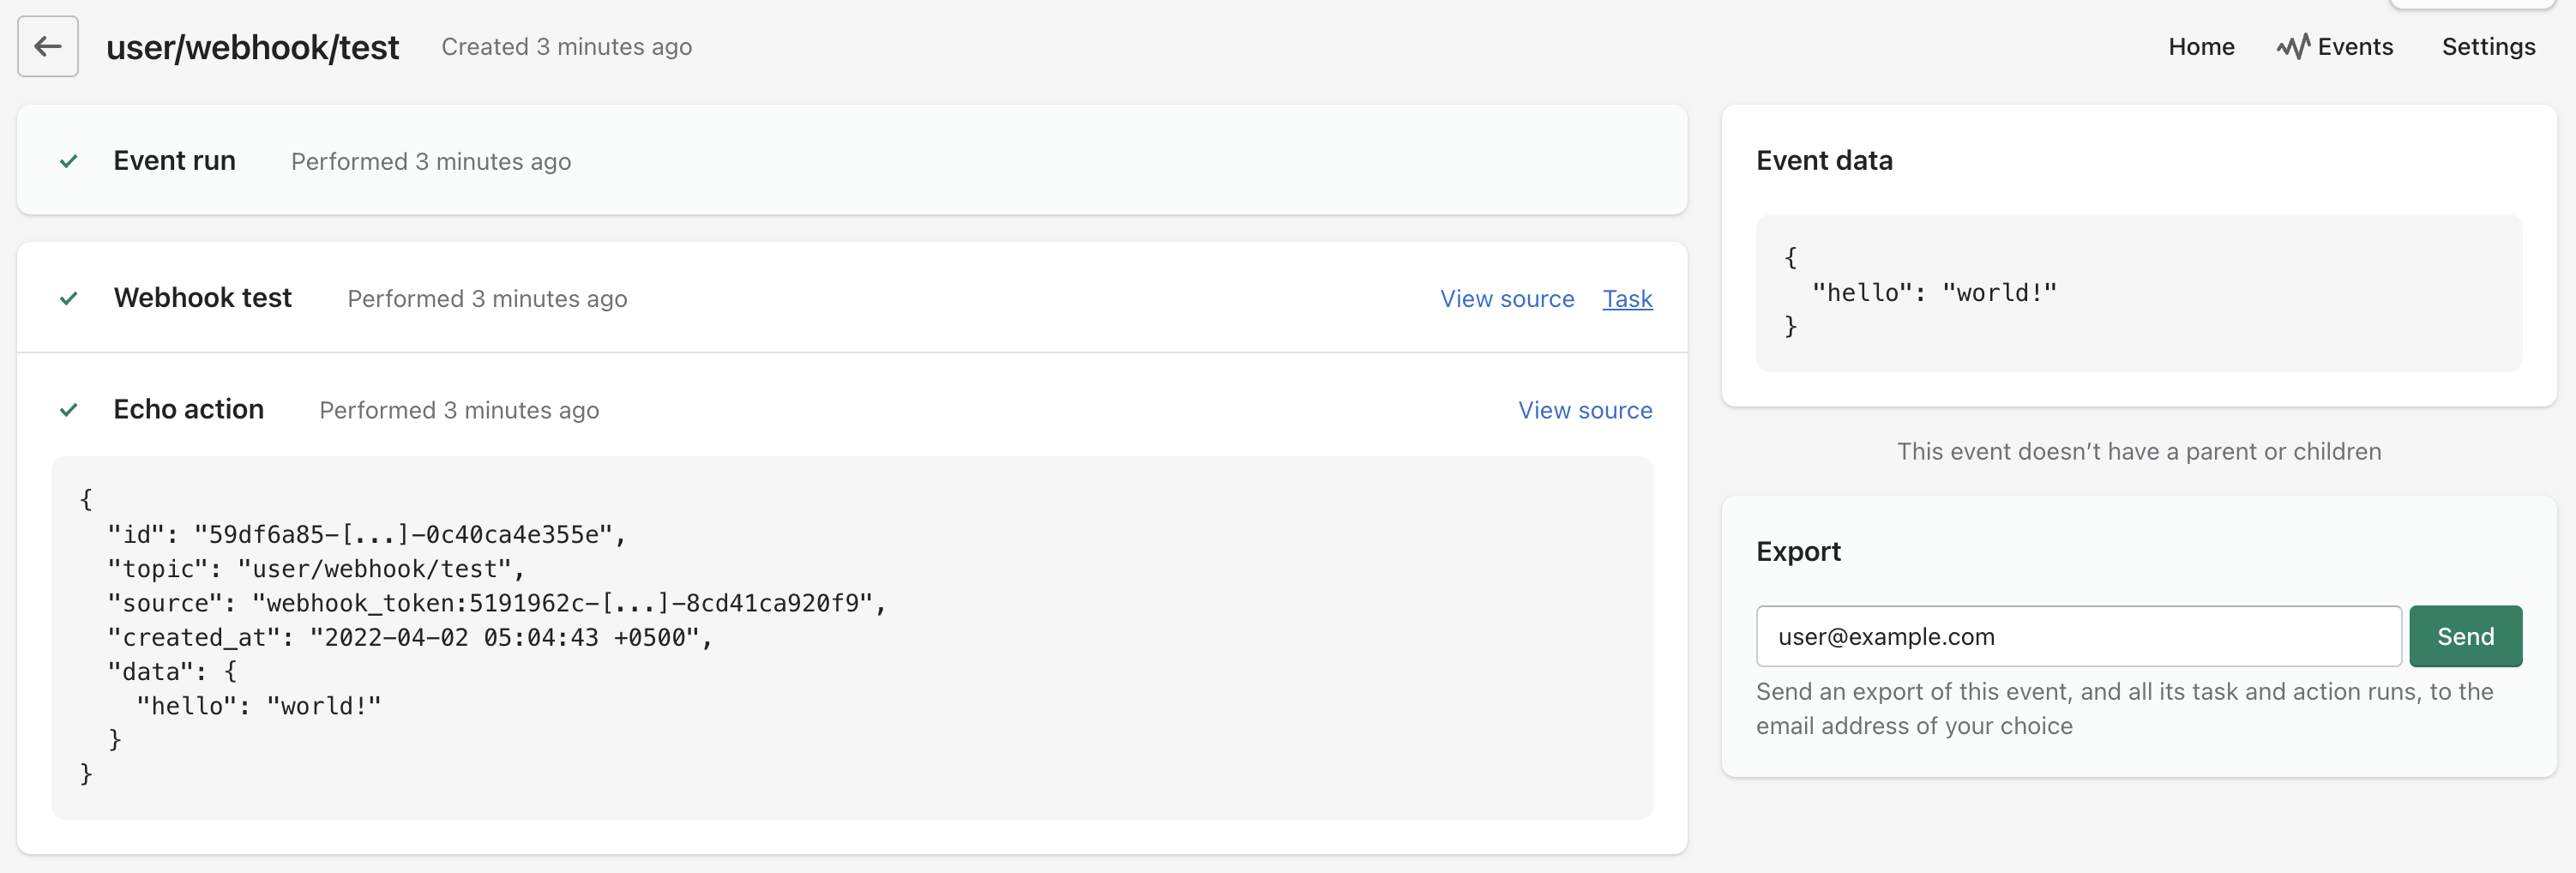 user/webhook/test Created 3 minutes ago Home Events Settings
Event run Performed 3 minutes ago
Webhook test Performed 3 minutes ago View source Task
Echo action Performed 3 minutes ago View source
{
  "id": "59df6a85-[...]-0c40ca4e355e",
  "topic": "user/webhook/test",
  "source": "webhook_token:5191962c-[...]-8cd41ca920f9",
  "created_at": "2022-04-02 05:04:43 +0500",
  "data": {
    "hello": "world!"
  }
}
Event data
{
  "hello": "world!"
}
This event doesn’t have a parent or children
Export
user@example.com Send
Send an export of this event, and all its task and action runs, to the
email address of your choice